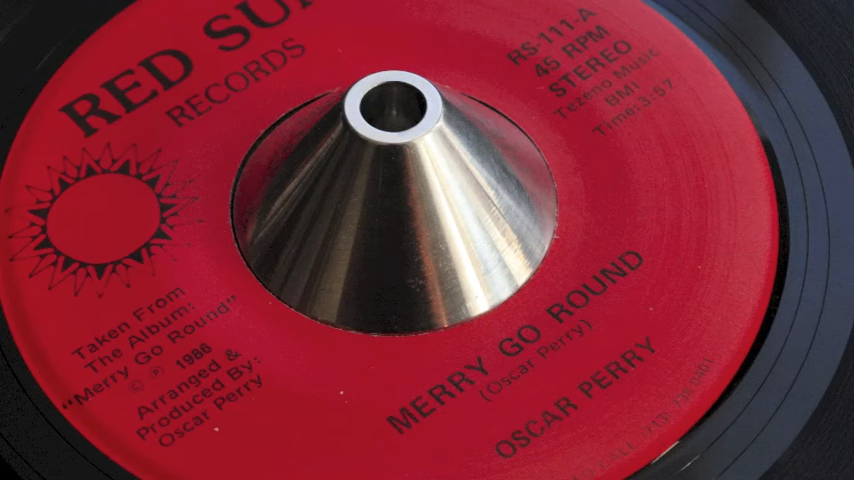 RED SU
RECORDS
RS-111-A
45 RPM
STEREO
Tezeno Music
BMI
Time:3-57
Taken From
The Album:
"Merry Go Round"
© ℗ 1986
Arranged &
Produced By:
Oscar Perry
MERRY GO ROUND
(Oscar Perry)
OSCAR PERRY